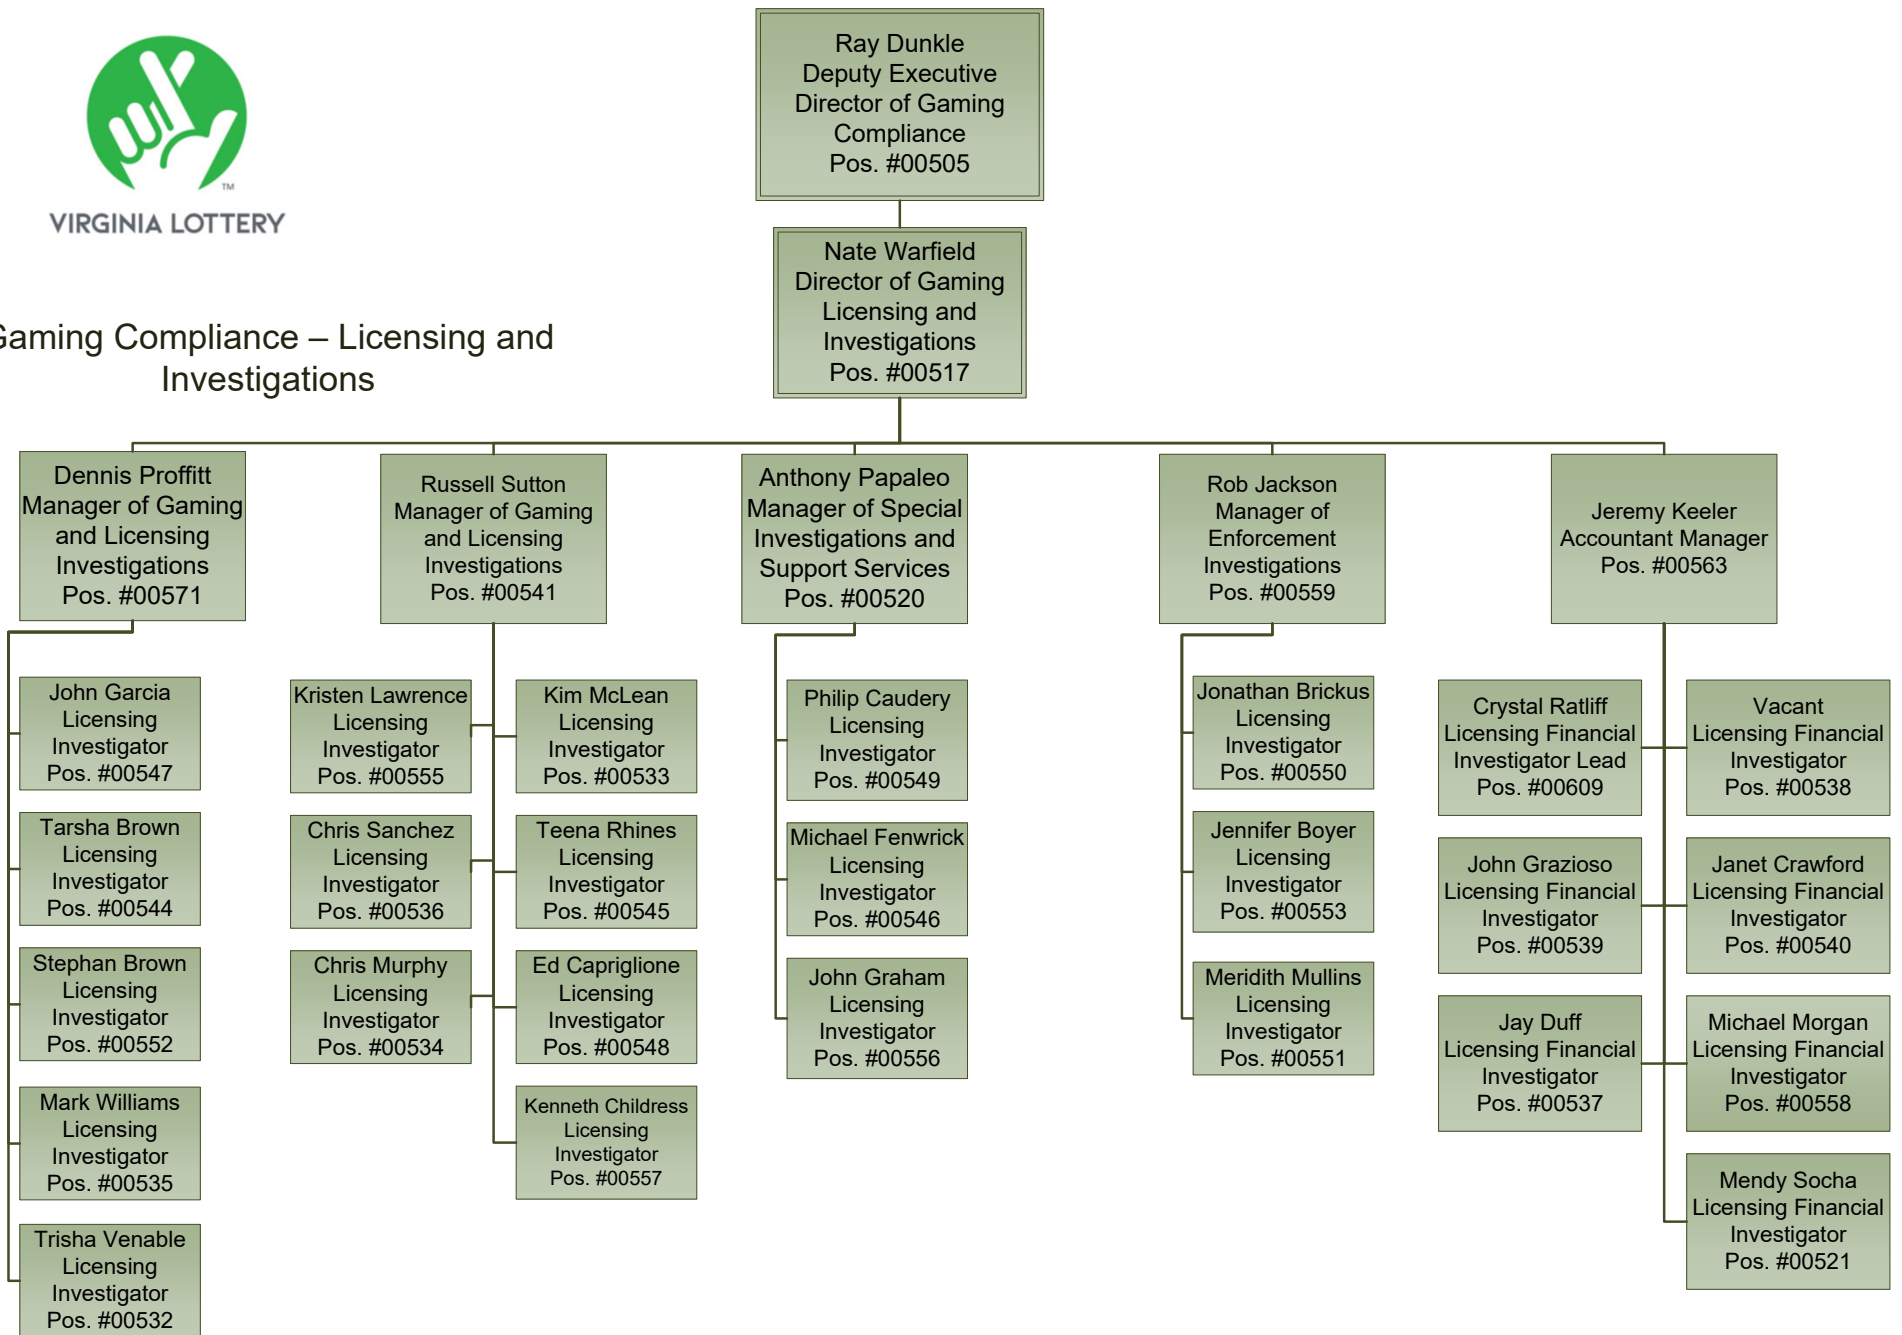 TM
VIRGINIA LOTTERY
Gaming Compliance – Licensing and
Investigations
Ray Dunkle
Deputy Executive
Director of Gaming
Compliance
Pos. #00505
Nate Warfield
Director of Gaming
Licensing and
Investigations
Pos. #00517
Dennis Proffitt
Manager of Gaming
and Licensing
Investigations
Pos. #00571
Russell Sutton
Manager of Gaming
and Licensing
Investigations
Pos. #00541
Anthony Papaleo
Manager of Special
Investigations and
Support Services
Pos. #00520
Rob Jackson
Manager of
Enforcement
Investigations
Pos. #00559
Jeremy Keeler
Accountant Manager
Pos. #00563
John Garcia
Licensing
Investigator
Pos. #00547
Tarsha Brown
Licensing
Investigator
Pos. #00544
Stephan Brown
Licensing
Investigator
Pos. #00552
Mark Williams
Licensing
Investigator
Pos. #00535
Trisha Venable
Licensing
Investigator
Pos. #00532
Kristen Lawrence
Licensing
Investigator
Pos. #00555
Kim McLean
Licensing
Investigator
Pos. #00533
Chris Sanchez
Licensing
Investigator
Pos. #00536
Teena Rhines
Licensing
Investigator
Pos. #00545
Chris Murphy
Licensing
Investigator
Pos. #00534
Ed Capriglione
Licensing
Investigator
Pos. #00548
Kenneth Childress
Licensing
Investigator
Pos. #00557
Philip Caudery
Licensing
Investigator
Pos. #00549
Michael Fenwrick
Licensing
Investigator
Pos. #00546
John Graham
Licensing
Investigator
Pos. #00556
Jonathan Brickus
Licensing
Investigator
Pos. #00550
Jennifer Boyer
Licensing
Investigator
Pos. #00553
Meridith Mullins
Licensing
Investigator
Pos. #00551
Crystal Ratliff
Licensing Financial
Investigator Lead
Pos. #00609
Vacant
Licensing Financial
Investigator
Pos. #00538
John Grazioso
Licensing Financial
Investigator
Pos. #00539
Janet Crawford
Licensing Financial
Investigator
Pos. #00540
Jay Duff
Licensing Financial
Investigator
Pos. #00537
Michael Morgan
Licensing Financial
Investigator
Pos. #00558
Mendy Socha
Licensing Financial
Investigator
Pos. #00521